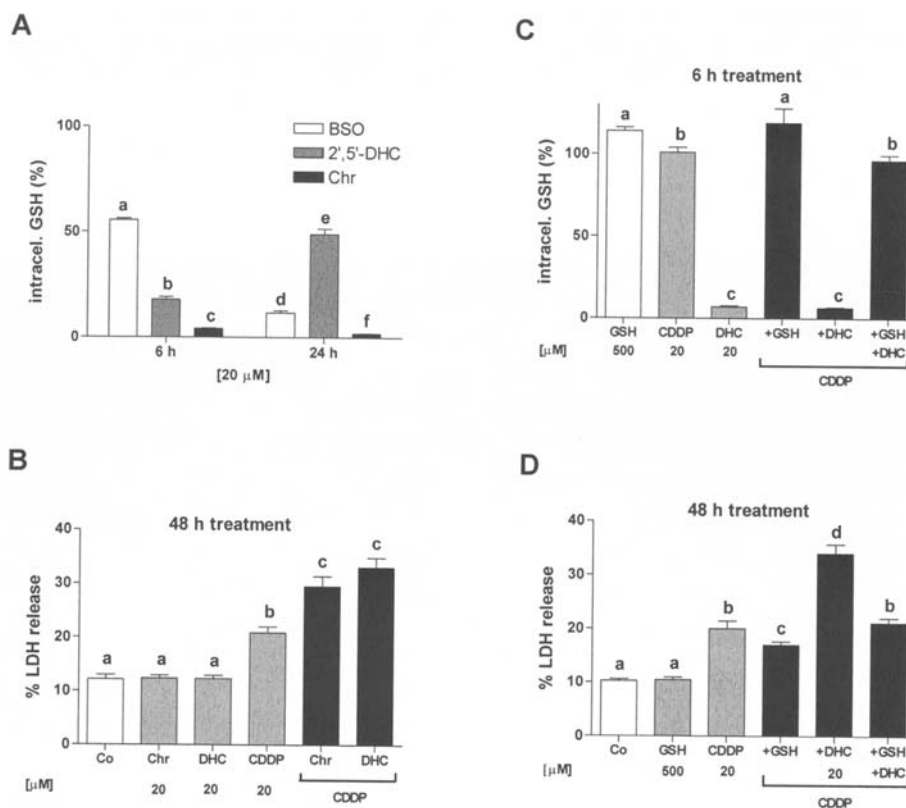 A
intracel. GSH (%)
100
50
0
BSO
2',5'-DHC
Chr
a
b
c
d
e
f
6 h
24 h
[20 µM]
C
6 h treatment
intracel. GSH (%)
100
50
0
a
b
c
a
c
b
GSH CDDP DHC +GSH +DHC +GSH
+DHC
[µM] 500 20 20
CDDP
B
48 h treatment
% LDH release
40
30
20
10
0
a
a
a
b
c
c
Co Chr DHC CDDP Chr DHC
[µM] 20 20 20
CDDP
D
48 h treatment
% LDH release
40
30
20
10
0
a
a
b
c
d
b
Co GSH CDDP +GSH +DHC +GSH
[µM] 500 20 20 +DHC
CDDP